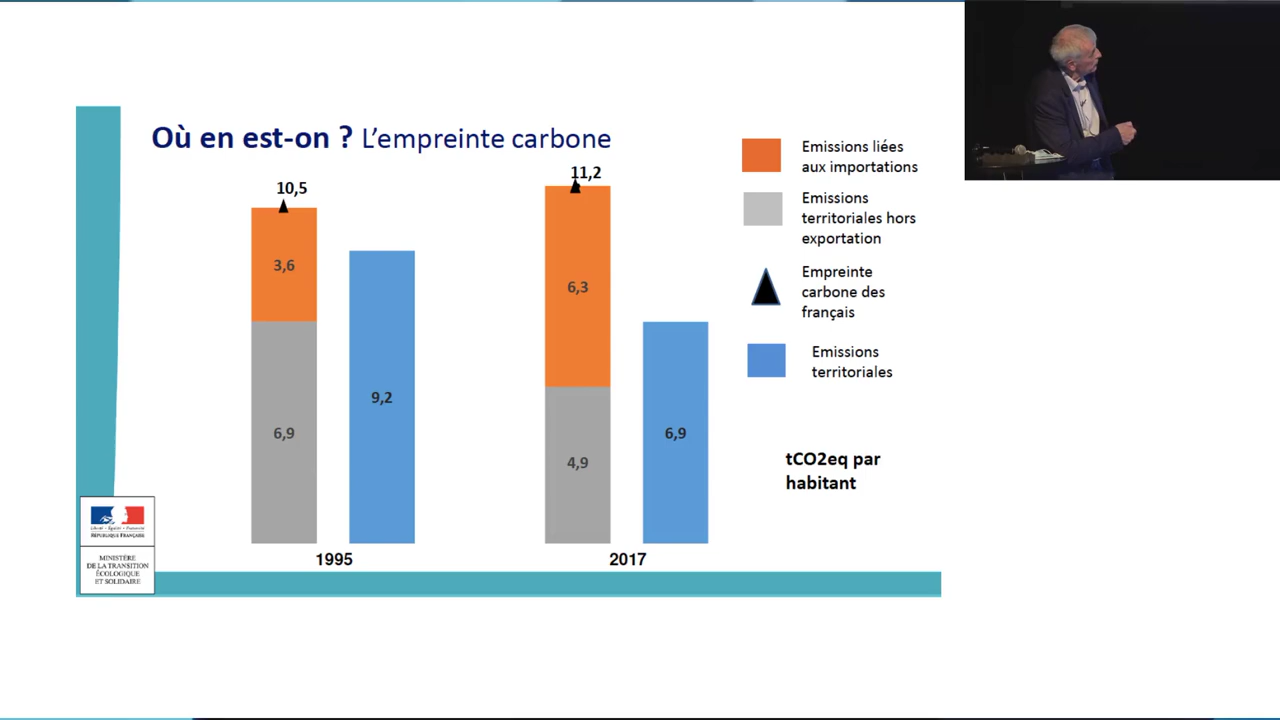 Où en est-on ? L’empreinte carbone
10,5
3,6
6,9
9,2
1995
11,2
6,3
4,9
6,9
2017
Emissions liées
aux importations
Emissions
territoriales hors
exportation
Empreinte
carbone des
français
Emissions
territoriales
tCO2eq par
habitant
Liberté • Égalité • Fraternité
RÉPUBLIQUE FRANÇAISE
MINISTÈRE
DE LA TRANSITION
ÉCOLOGIQUE
ET SOLIDAIRE